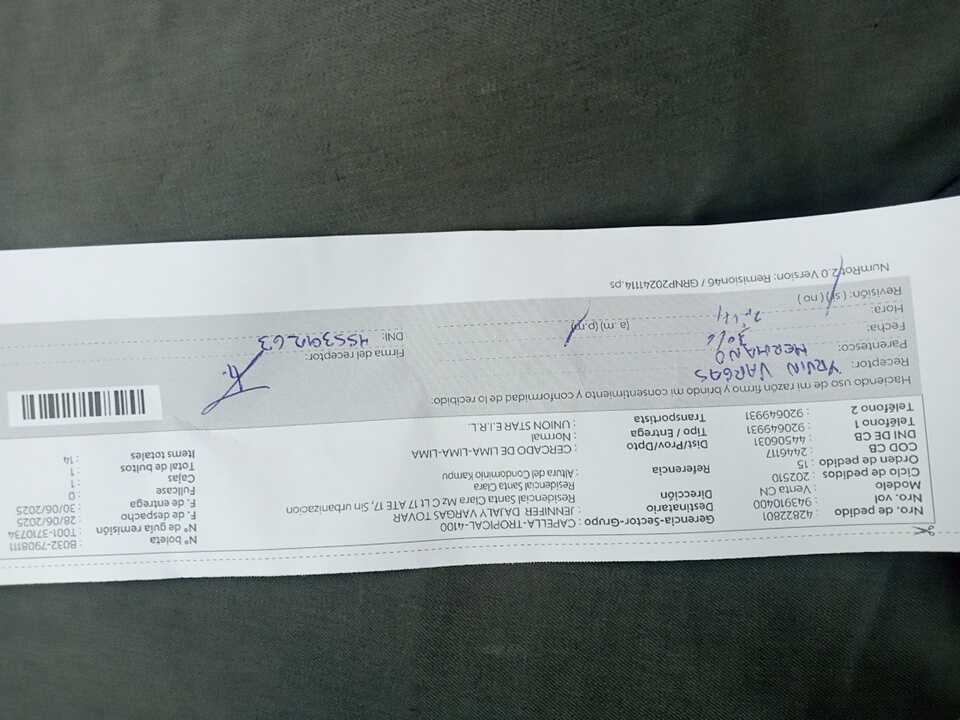 Nro. de pedido : 42822801
Nro. vol : 943910400
Modelo : Venta CN
Ciclo de pedidos : 202510
Orden de pedido : 15
COD CB : 2446117
DNI DE CB : 44506031
Teléfono 1 : 920649931
Teléfono 2 : 920649931
Gerencia-Sector-Grupo : CAPELLA-TROPICAL-4100
Destinatario : JENNIFER DAJALY VARGAS TOVAR
Dirección : Residencial Santa Clara Mz C Lt 17 ATE 17, Sin urbanizacion
Residencial Santa Clara
Referencia : Altura del Condominio Kampu
Dist/Prov/Dpto : CERCADO DE LIMA-LIMA-LIMA
Tipo / Entrega : Normal
Transportista : UNION STAR E.I.R.L.
Nº boleta : B032-7908111
Nº de guía remisión : T001-3710734
F. de despacho : 28/06/2025
F. de entrega : 30/06/2025
Fullcase : 0
Cajas : 1
Total de bultos : 1
Items totales : 14
Haciendo uso de mi razón firmo y brindo mi consentimiento y conformidad de lo recibido:
Receptor: YRVIN VARGAS
Parentesco: HERMANO
Fecha: 30/6
Hora: (a.m) (p.m)
Revisión: ( si ) ( no )
Firma del receptor:
DNI:
NumRot:2.0 Version: Remision46 / GRNP20241114.ps